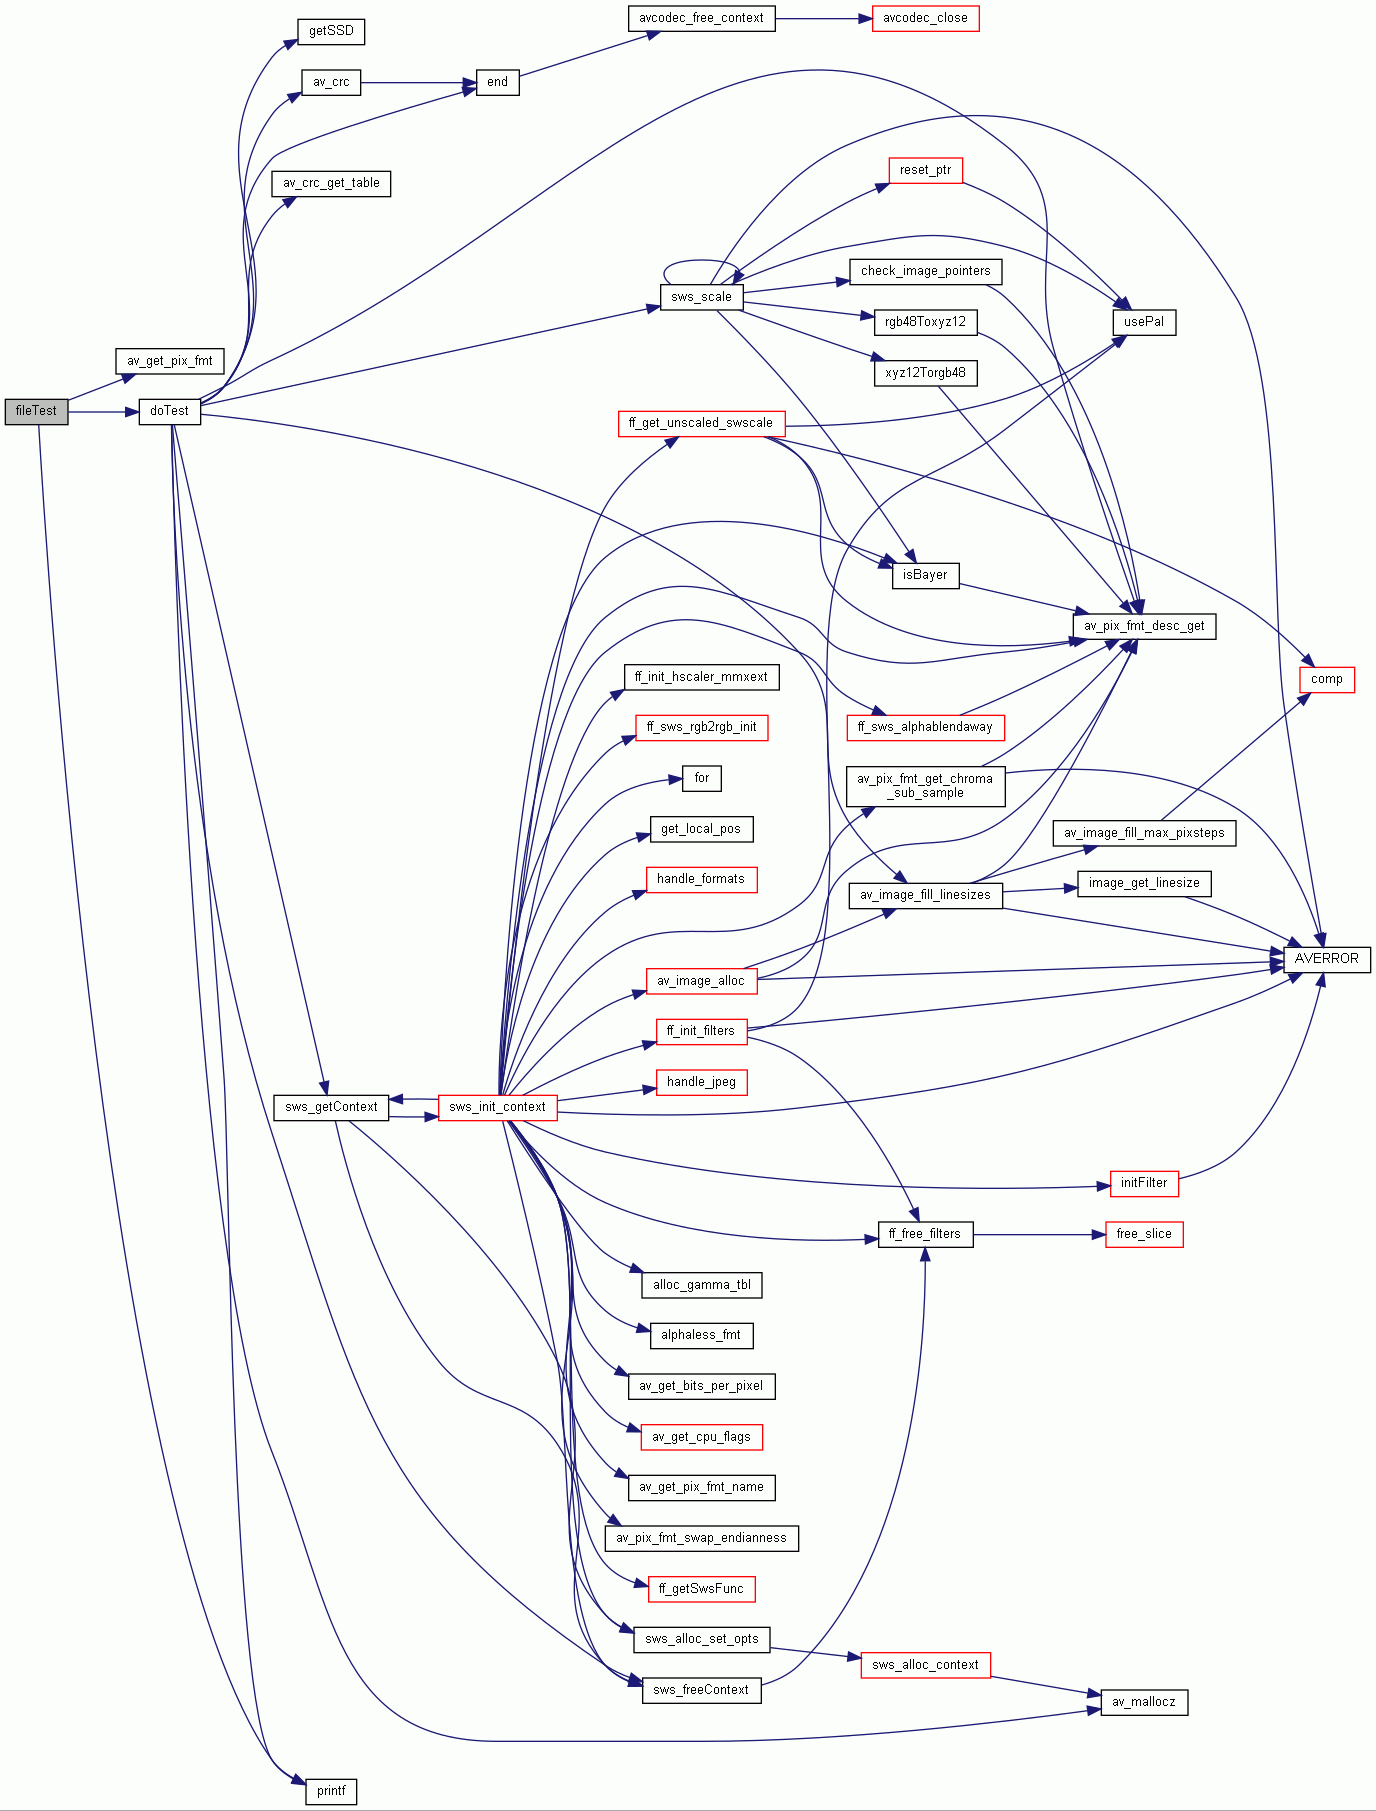 avcodec_free_context
avcodec_close
getSSD
av_crc
end
reset_ptr
av_crc_get_table
check_image_pointers
sws_scale
rgb48Toxyz12
usePal
av_get_pix_fmt
xyz12Torgb48
fileTest
doTest
ff_get_unscaled_swscale
isBayer
av_pix_fmt_desc_get
ff_init_hscaler_mmxext
comp
ff_sws_rgb2rgb_init
ff_sws_alphablendaway
for
av_pix_fmt_get_chroma
_sub_sample
get_local_pos
av_image_fill_max_pixsteps
handle_formats
image_get_linesize
av_image_fill_linesizes
AVERROR
av_image_alloc
ff_init_filters
handle_jpeg
sws_getContext
sws_init_context
initFilter
ff_free_filters
free_slice
alloc_gamma_tbl
alphaless_fmt
av_get_bits_per_pixel
av_get_cpu_flags
av_get_pix_fmt_name
av_pix_fmt_swap_endianness
ff_getSwsFunc
sws_alloc_set_opts
sws_alloc_context
sws_freeContext
av_mallocz
printf